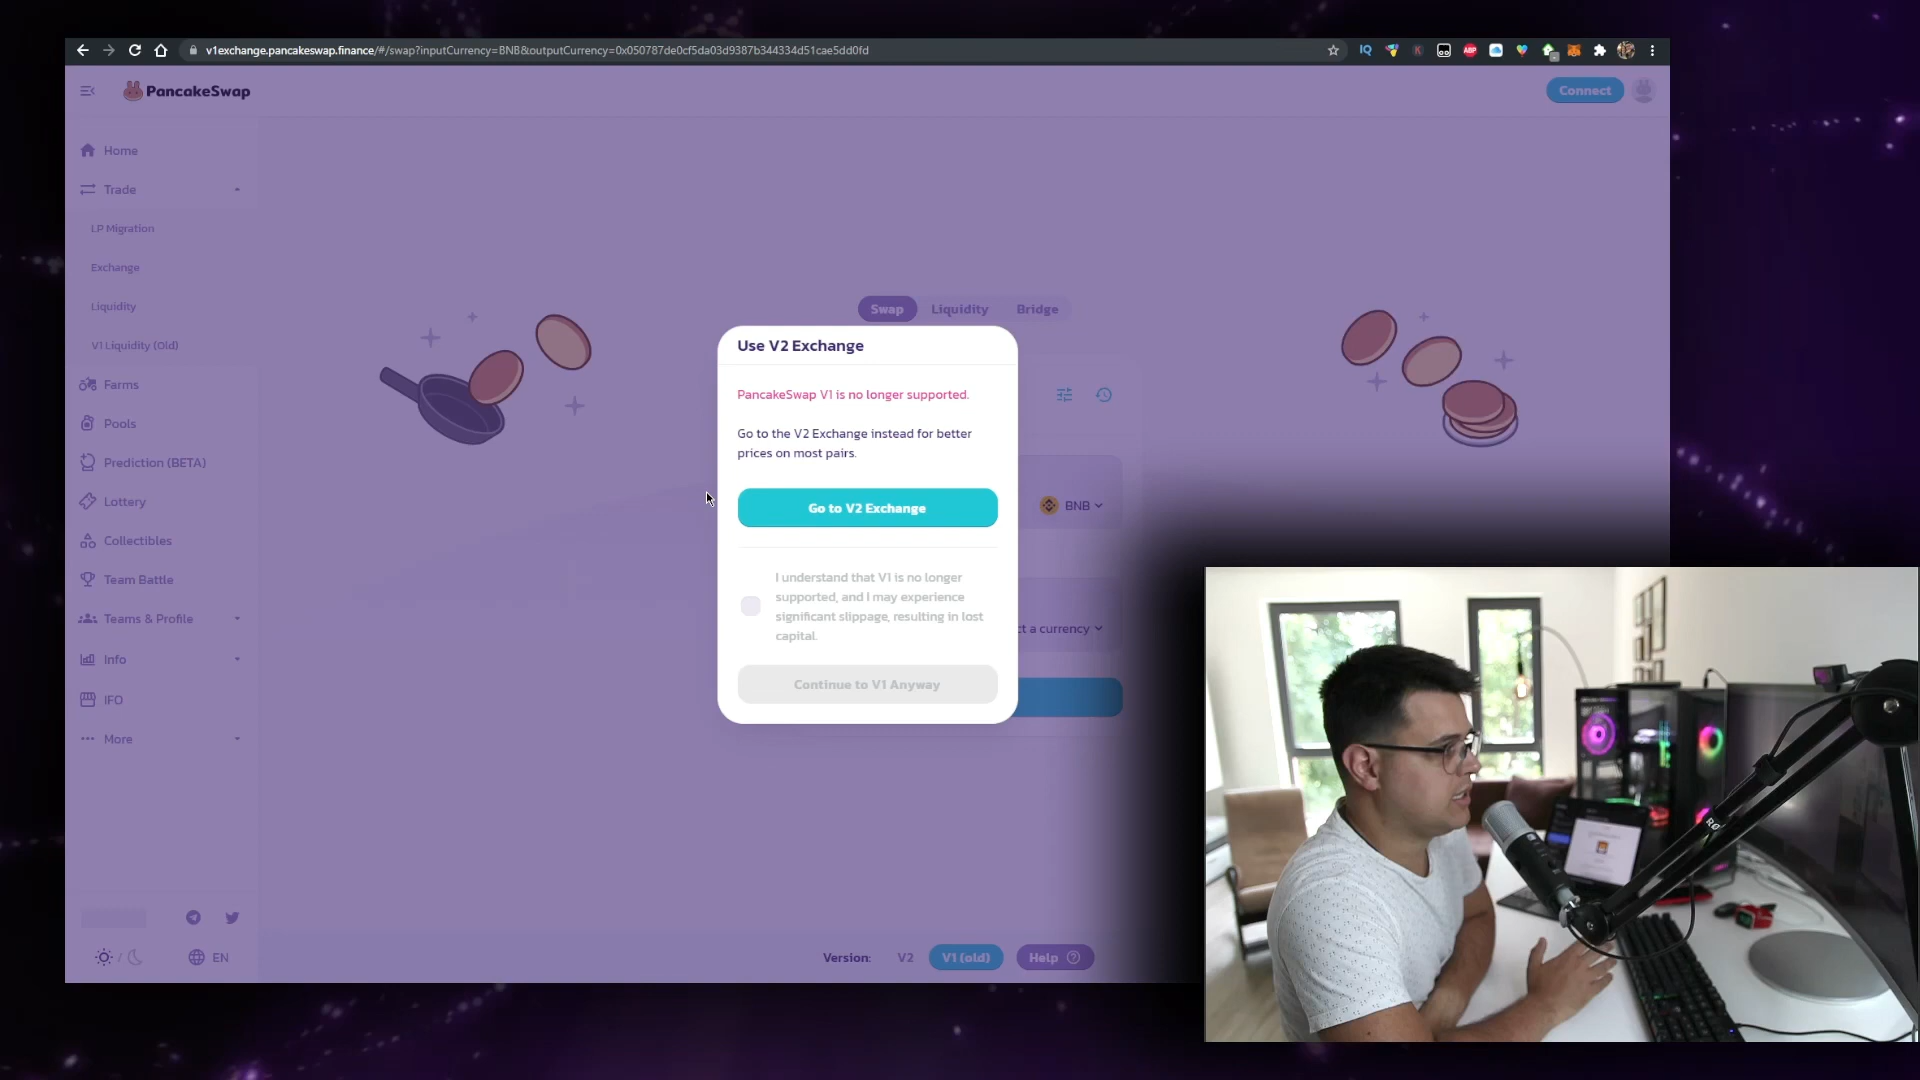 v1exchange.pancakeswap.finance/#/swap?inputCurrency=BNB&outputCurrency=0x050787de0cf5da03d9387b344334d51cae5dd0fd
IQ
K
ABP
PancakeSwap
Connect
Home
Trade
LP Migration
Exchange
Liquidity
V1 Liquidity (Old)
Farms
Pools
Prediction (BETA)
Lottery
Collectibles
Team Battle
Teams & Profile
Info
IFO
More
EN
Swap
Liquidity
Bridge
Use V2 Exchange
PancakeSwap V1 is no longer supported.
Go to the V2 Exchange instead for better
prices on most pairs.
Go to V2 Exchange
I understand that V1 is no longer
supported, and I may experience
significant slippage, resulting in lost
capital.
Continue to V1 Anyway
BNB
ct a currency
Version:
V2
V1 (old)
Help
RØ